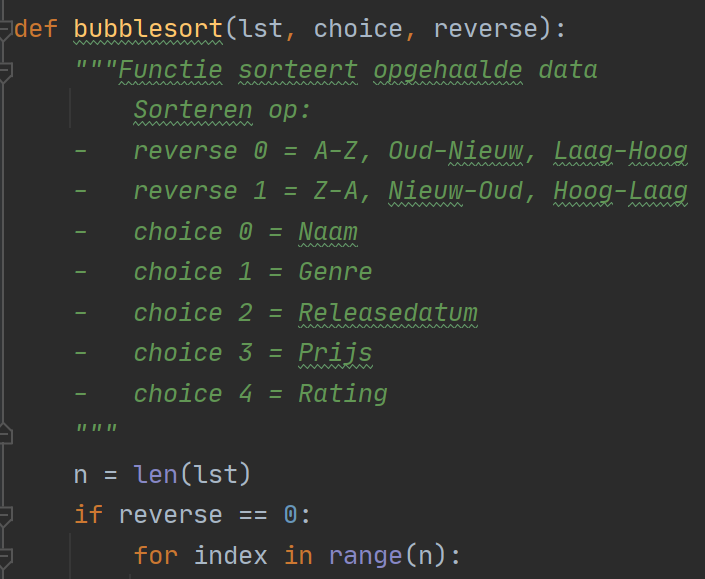 def bubblesort(lst, choice, reverse):
"""Functie sorteert opgehaalde data
Sorteren op:
- reverse 0 = A-Z, Oud-Nieuw, Laag-Hoog
- reverse 1 = Z-A, Nieuw-Oud, Hoog-Laag
- choice 0 = Naam
- choice 1 = Genre
- choice 2 = Releasedatum
- choice 3 = Prijs
- choice 4 = Rating
"""
n = len(lst)
if reverse == 0:
for index in range(n):